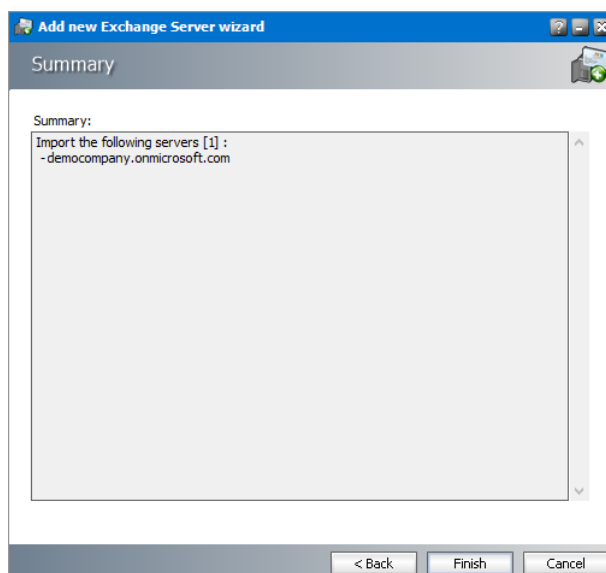 Add new Exchange Server wizard
Summary
Summary:
Import the following servers [1] :
-democompany.onmicrosoft.com
< Back
Finish
Cancel